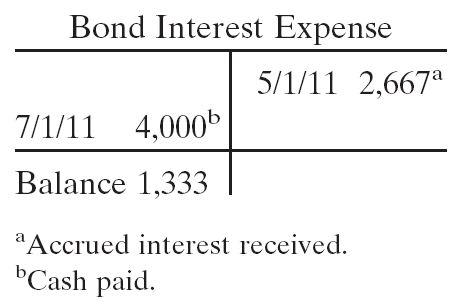 Bond Interest Expense
5/1/11 2,667ᵃ
7/1/11 4,000ᵇ
Balance 1,333
ᵃAccrued interest received.
ᵇCash paid.